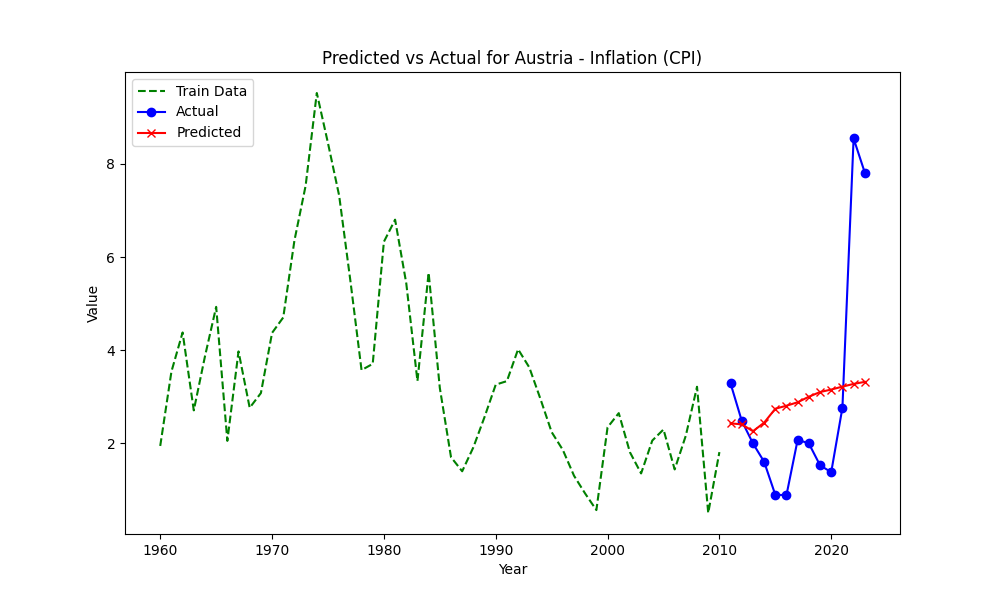 Predicted vs Actual for Austria - Inflation (CPI)
Train Data
Actual
Predicted
8
6
4
2
Value
1960 1970 1980 1990 2000 2010 2020
Year